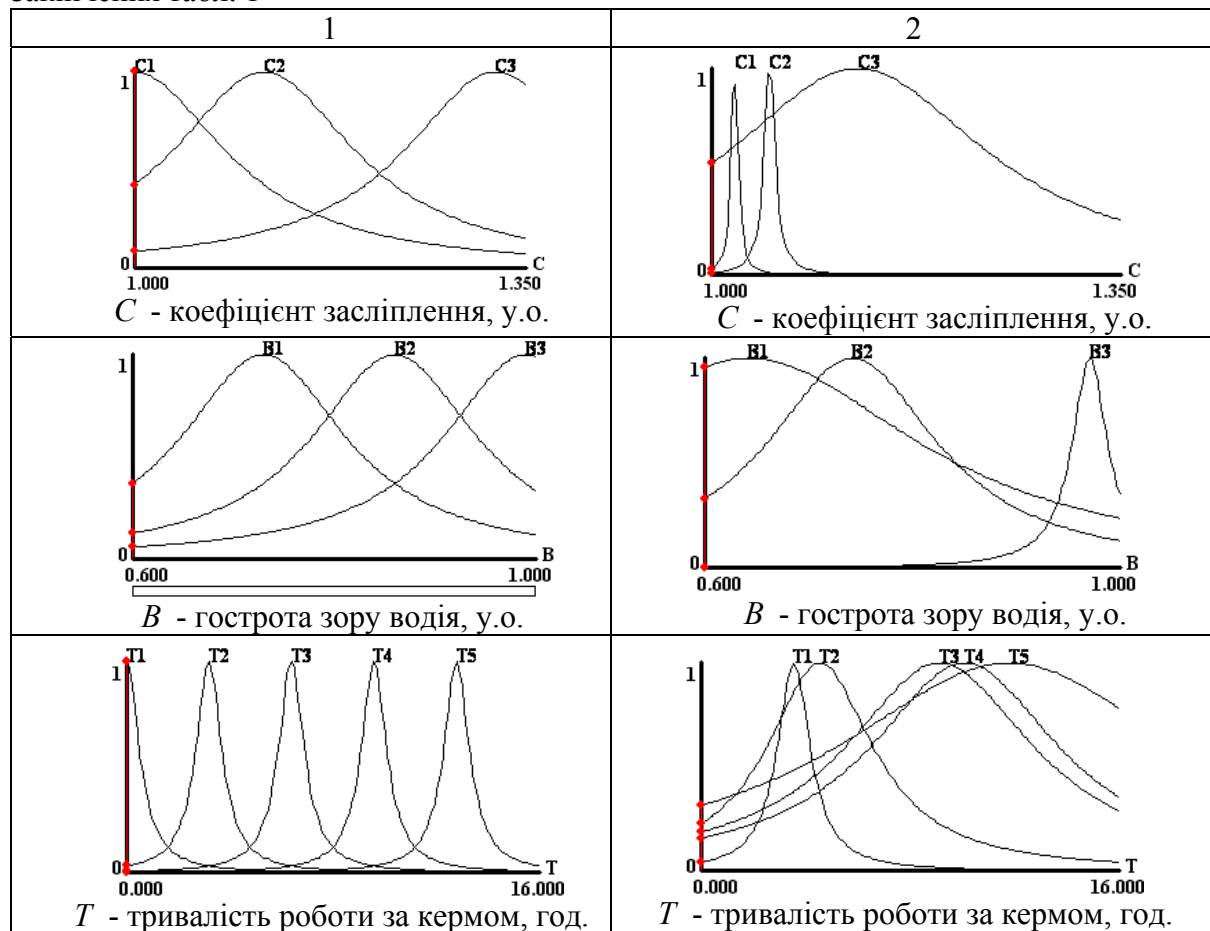 1 2
C1 C2 C3
1
0 C
1.000 1.350
C - коефіцієнт засліплення, у.о.
C1 C2 C3
1
0 C
1.000 1.350
C - коефіцієнт засліплення, у.о.
B1 B2 B3
1
0 B
0.600 1.000
B - гострота зору водія, у.о.
B1 B2 B3
1
0 B
0.600 1.000
B - гострота зору водія, у.о.
T1 T2 T3 T4 T5
1
0 T
0.000 16.000
T - тривалість роботи за кермом, год.
T1 T2 T3 T4 T5
1
0 T
0.000 16.000
T - тривалість роботи за кермом, год.